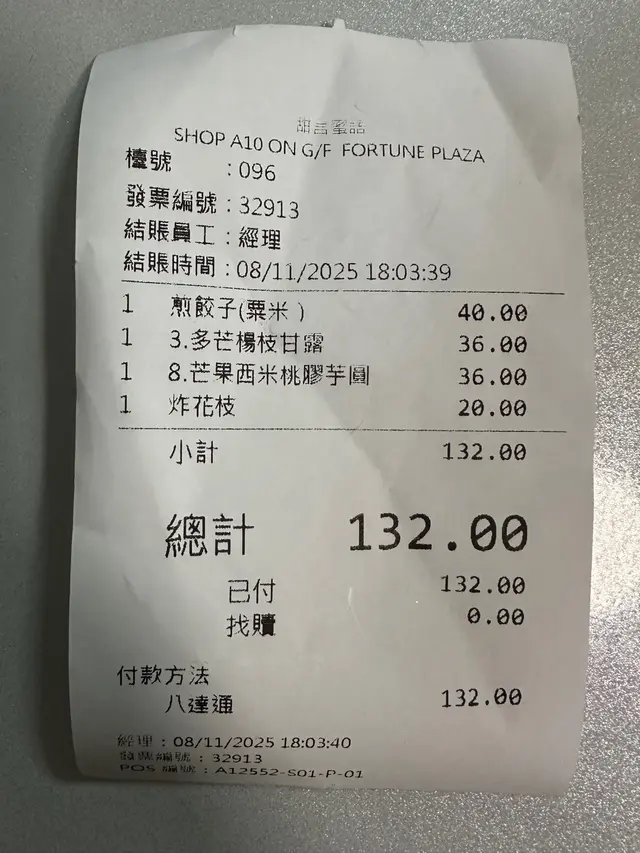 甜言蜜語
SHOP A10 ON G/F FORTUNE PLAZA
檯號 : 096
發票編號 : 32913
結賬員工 : 經理
結賬時間 : 08/11/2025 18:03:39
1 煎餃子(粟米 ) 40.00
1 3.多芒楊枝甘露 36.00
1 8.芒果西米桃膠芋圓 36.00
1 炸花枝 20.00
小計 132.00
總計 132.00
已付 132.00
找贖 0.00
付款方法
八達通 132.00
經理 : 08/11/2025 18:03:40
發票編號 : 32913
POS 編號 : A12552-S01-P-01